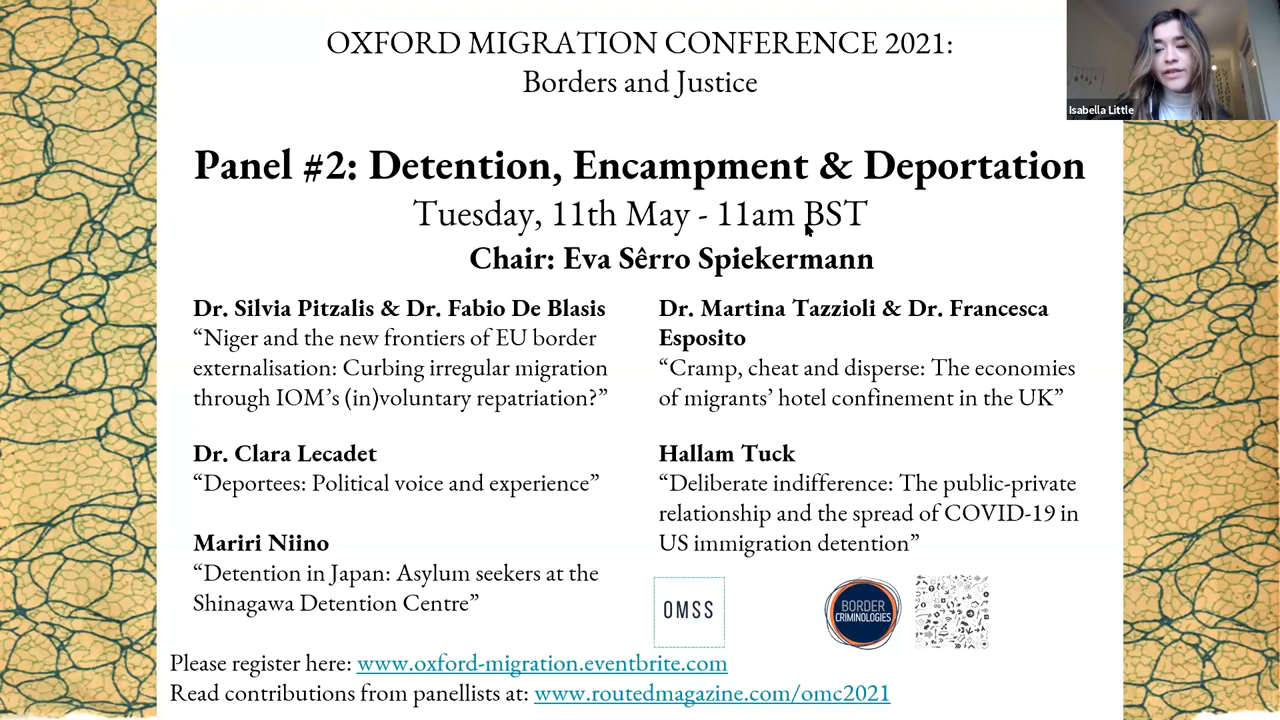 OXFORD MIGRATION CONFERENCE 2021:
Borders and Justice
Isabella Little
Panel #2: Detention, Encampment & Deportation
Tuesday, 11th May - 11am BST
Chair: Eva Sêrro Spiekermann
Dr. Silvia Pitzalis & Dr. Fabio De Blasis
“Niger and the new frontiers of EU border
externalisation: Curbing irregular migration
through IOM’s (in)voluntary repatriation?”
Dr. Clara Lecadet
“Deportees: Political voice and experience”
Mariri Niino
“Detention in Japan: Asylum seekers at the
Shinagawa Detention Centre”
Dr. Martina Tazzioli & Dr. Francesca
Esposito
“Cramp, cheat and disperse: The economies
of migrants’ hotel confinement in the UK”
Hallam Tuck
“Deliberate indifference: The public-private
relationship and the spread of COVID-19 in
US immigration detention”
OMSS
BORDER
CRIMINOLOGIES
Please register here: www.oxford-migration.eventbrite.com
Read contributions from panellists at: www.routedmagazine.com/omc2021